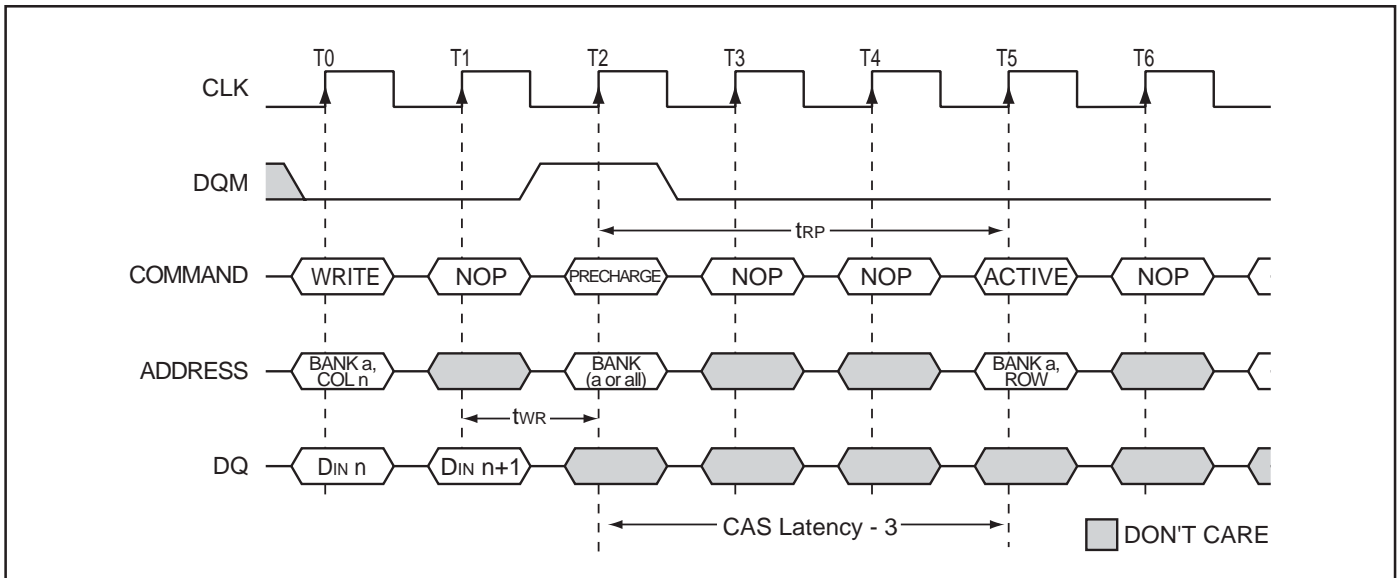 T0 T1 T2 T3 T4 T5 T6
CLK
DQM
tRP
COMMAND WRITE NOP PRECHARGE NOP NOP ACTIVE NOP
ADDRESS
BANK a,
COL n
BANK
(a or all)
BANK a,
ROW
tWR
DQ DIN n DIN n+1
CAS Latency - 3
DON'T CARE